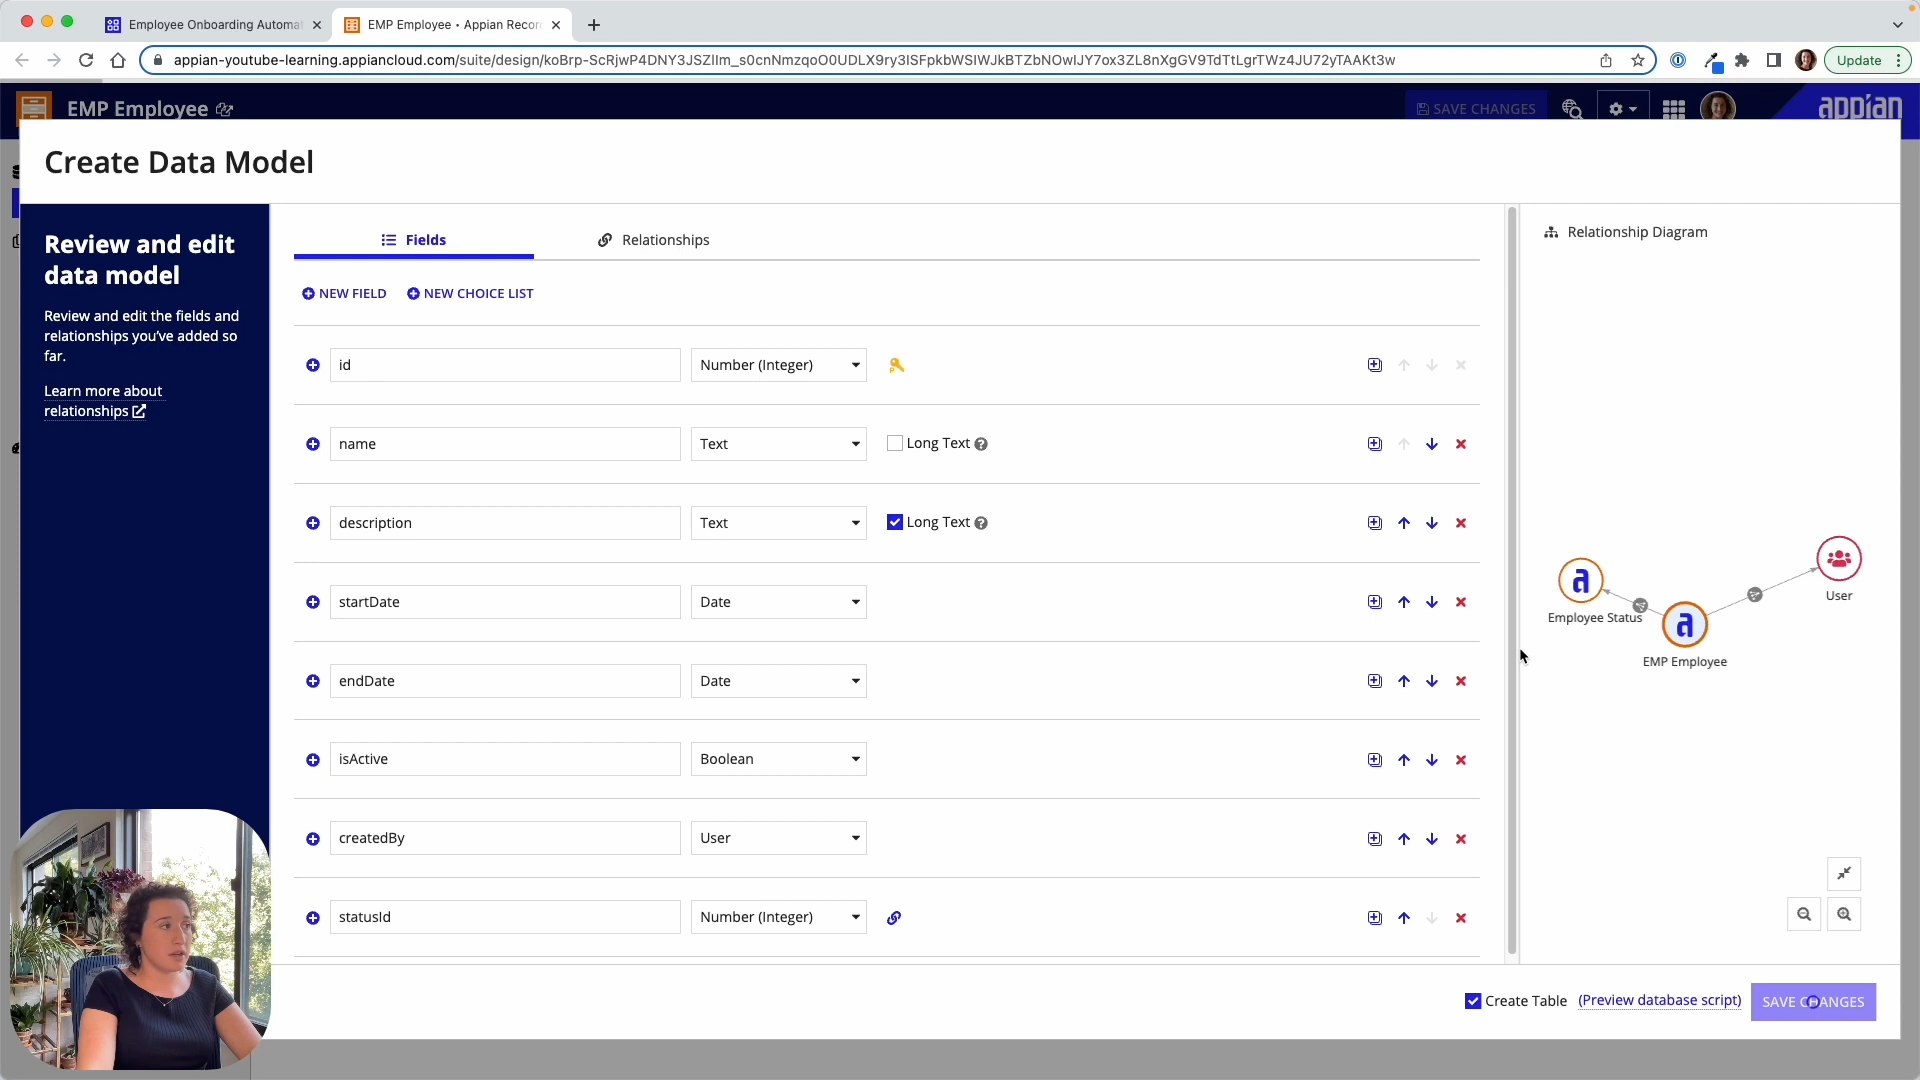 Employee Onboarding Automa
EMP Employee • Appian Recor
appian-youtube-learning.appiancloud.com/suite/design/koBrp-ScRjwP4DNY3JSZIIm_s0cnNmzqoO0UDLX9ry3ISFpkbWSIWJkBTZbNOwIJY7ox3ZL8nXgGV9TdTtLgrTWz4JU72yTAAKt3w
Update
EMP Employee
SAVE CHANGES
appian
Create Data Model
Review and edit
data model
Review and edit the fields and
relationships you've added so
far.
Learn more about
relationships
Fields
Relationships
NEW FIELD
NEW CHOICE LIST
id
Number (Integer)
name
Text
Long Text
description
Text
Long Text
startDate
Date
endDate
Date
isActive
Boolean
createdBy
User
statusId
Number (Integer)
Relationship Diagram
a
Employee Status
a
EMP Employee
User
Create Table
(Preview database script)
SAVE CHANGES